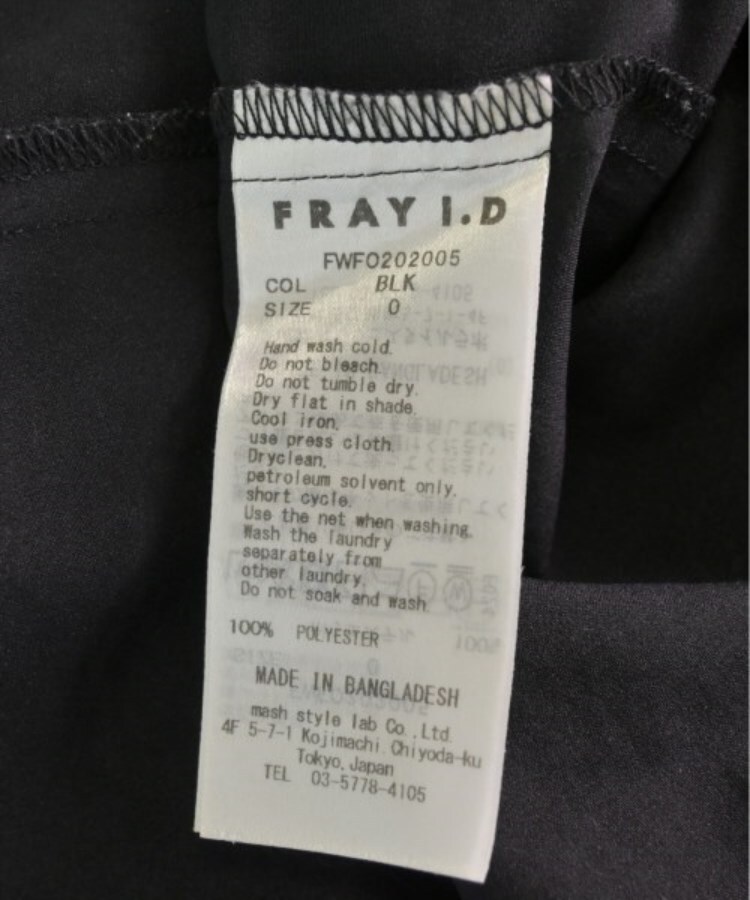 FRAY I.D
FWFO202005
COL BLK
SIZE 0
Hand wash cold.
Do not bleach.
Do not tumble dry.
Dry flat in shade.
Cool iron.
use press cloth.
Dryclean.
petroleum solvent only.
short cycle.
Use the net when washing.
Wash the laundry
separately from
other laundry.
Do not soak and wash
100% POLYESTER
MADE IN BANGLADESH
mash style lab Co.,Ltd.
4F 5-7-1 Kojimachi.Chiyoda-ku
Tokyo.Japan
TEL 03-5778-4105